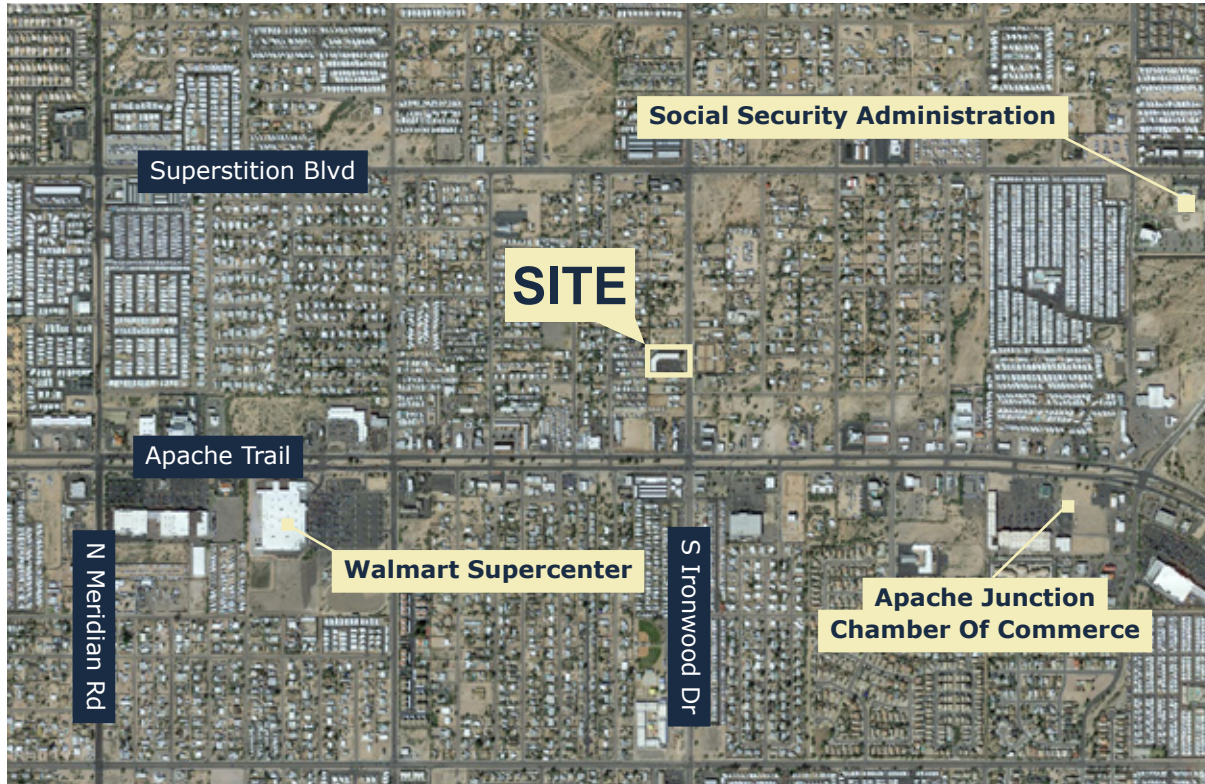 Social Security Administration
Superstition Blvd
SITE
Apache Trail
Walmart Supercenter
N Meridian Rd
S Ironwood Dr
Apache Junction
Chamber Of Commerce